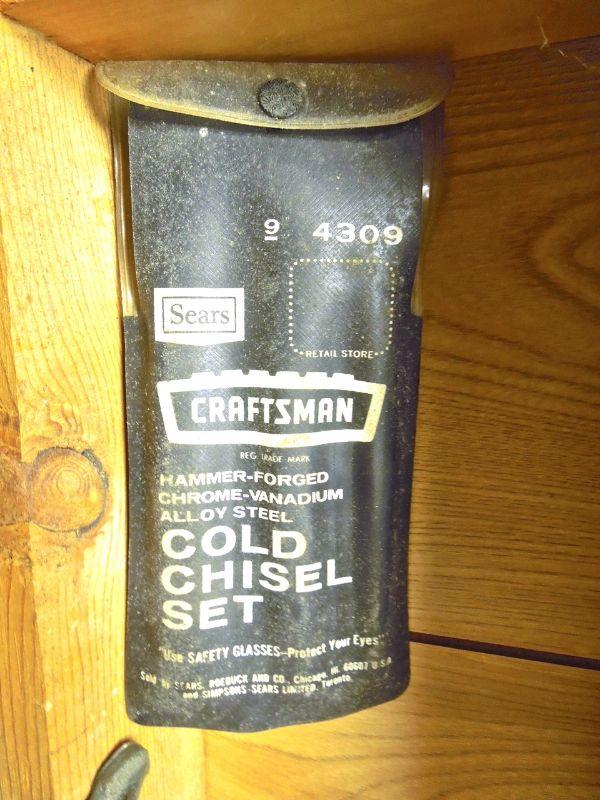 9 4309
Sears
RETAIL STORE
CRAFTSMAN
REG. TRADE MARK
HAMMER-FORGED
CHROME-VANADIUM
ALLOY STEEL
COLD
CHISEL
SET
"Use SAFETY GLASSES--Protect Your Eyes"
Sold by SEARS, ROEBUCK AND CO., Chicago, Ill. 60607 U.S.A.
and SIMPSONS-SEARS LIMITED, Toronto.